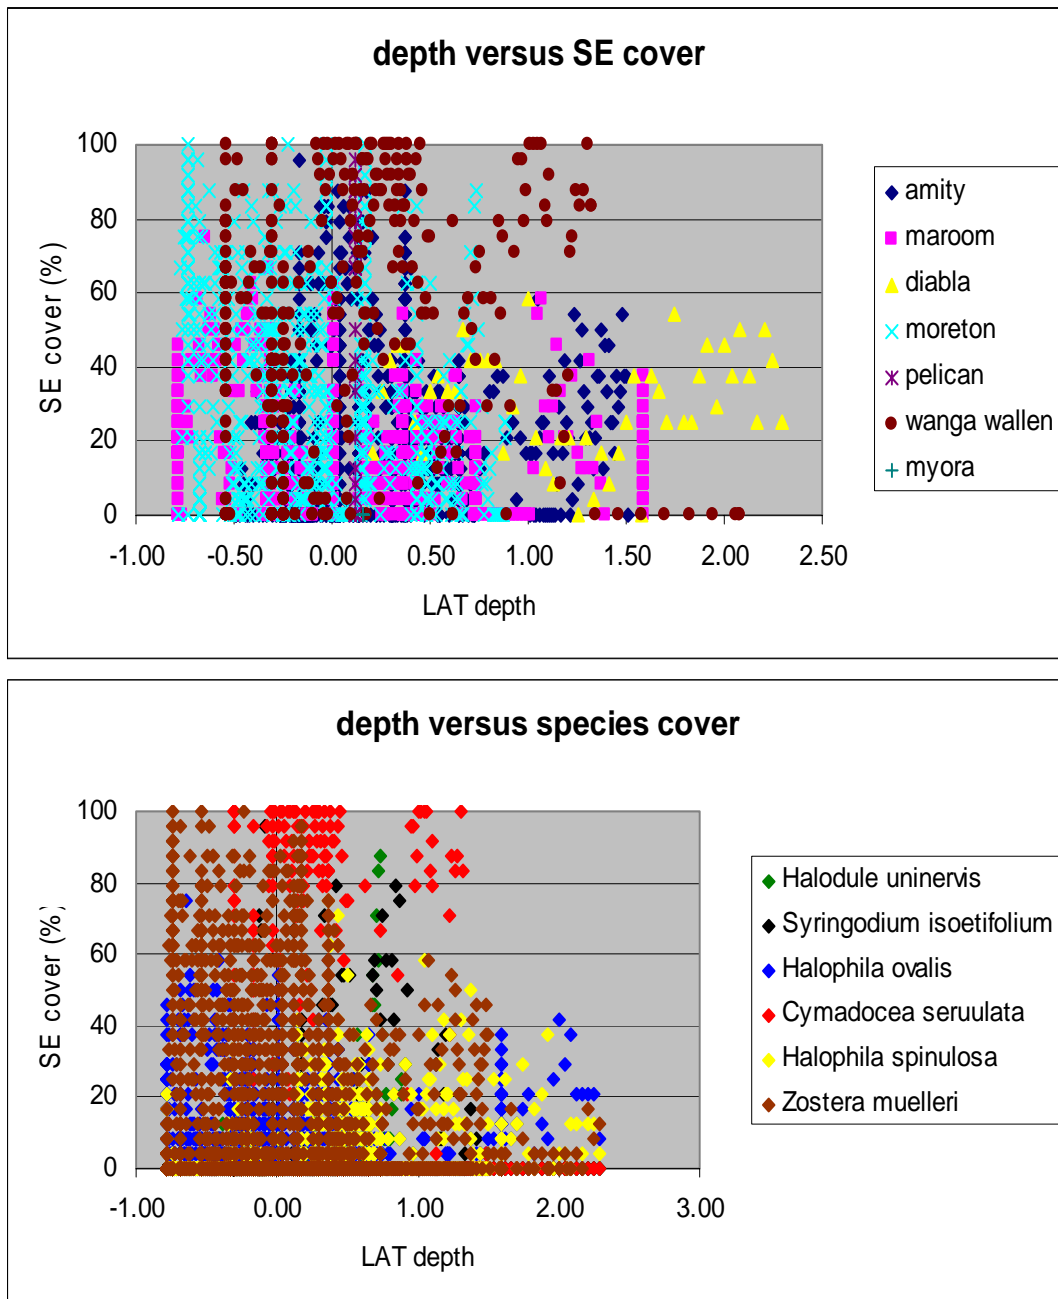 depth versus SE cover
SE cover (%)
100
80
60
40
20
0
-1.00 -0.50 0.00 0.50 1.00 1.50 2.00 2.50
LAT depth
amity
maroom
diabla
moreton
pelican
wanga wallen
myora
depth versus species cover
SE cover (%)
100
80
60
40
20
0
-1.00 0.00 1.00 2.00 3.00
LAT depth
Halodule uninervis
Syringodium isoetifolium
Halophila ovalis
Cymadocea seruulata
Halophila spinulosa
Zostera muelleri